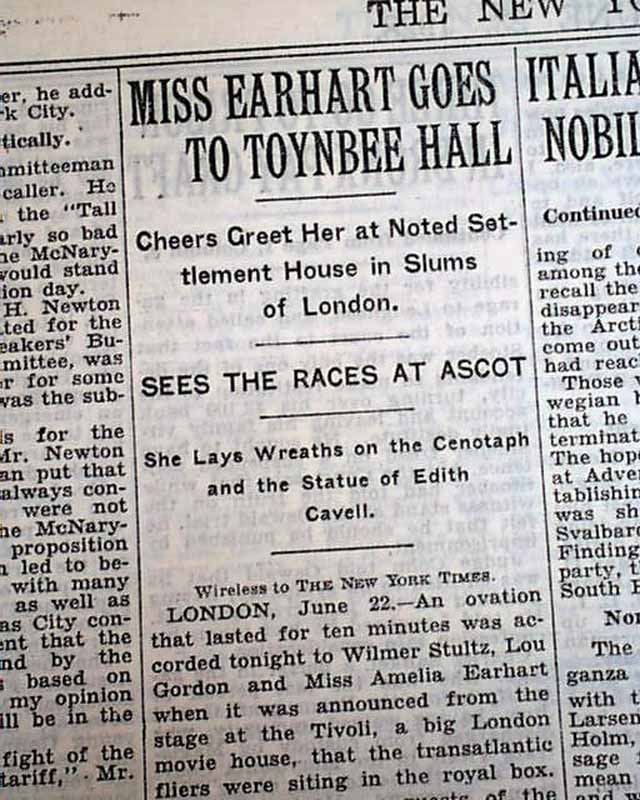 THE NEW
er, he add-
k City.
tically.
mmitteeman
caller. He
the "Tall
arly so bad
he McNary-
would stand
ion day.
H. Newton
ted for the
eakers' Bu-
mittee, was
r for some
was the sub-
s for the
Mr. Newton
an put that
always con-
were not
he McNary-
proposition
n led to be-
with many
as well as
as City con-
ent that the
nd by the
based on
my opinion
ill be in the
fight of the
tariff," Mr.
MISS EARHART GOES
TO TOYNBEE HALL
Cheers Greet Her at Noted Set-
tlement House in Slums
of London.
SEES THE RACES AT ASCOT
She Lays Wreaths on the Cenotaph
and the Statue of Edith
Cavell.
Wireless to THE NEW YORK TIMES.
LONDON, June 22.—An ovation
that lasted for ten minutes was ac-
corded tonight to Wilmer Stultz, Lou
Gordon and Miss Amelia Earhart
when it was announced from the
stage at the Tivoli, a big London
movie house, that the transatlantic
fliers were siting in the royal box.
of the
ITALIA
NOBIL
Continued
ing of
among the
recall the
disappear
the Arcti
come out
had reac
Those
wegian
that he
terminat
The hope
at Adver
tablishin
was sh
Svalbard
Finding
party, t
South
Nor
The
ganza
with t
Larsen
Holm,
sage
mean